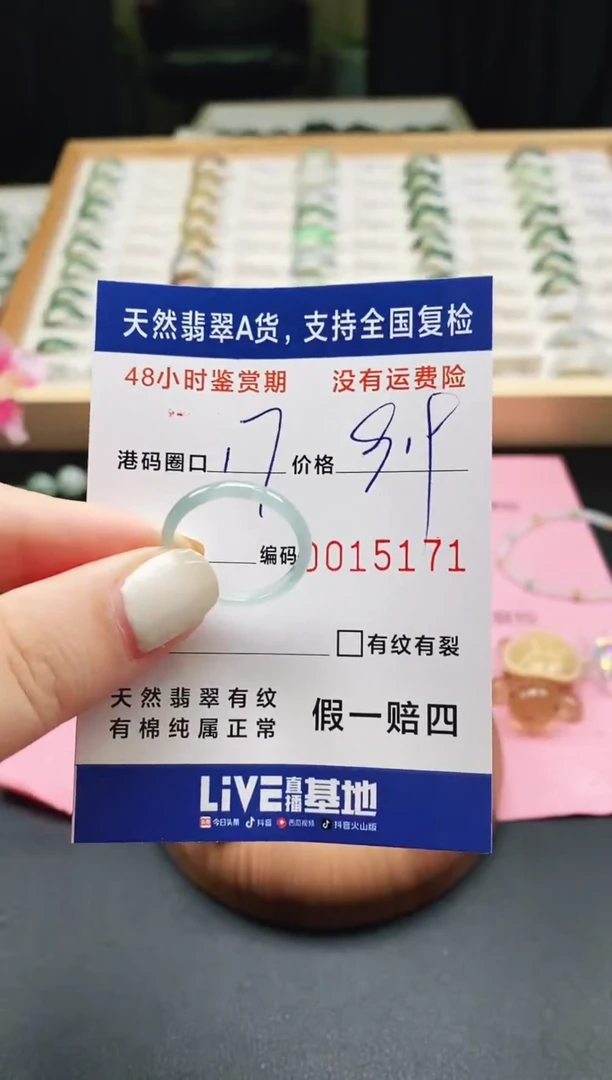 天然翡翠A货，支持全国复检
48小时鉴赏期 没有运费险
港码圈口 17 价格
编码 0015171
□有纹有裂
天然翡翠有纹
有棉纯属正常
假一赔四
LiVE直播基地
今日头条 抖音 西瓜视频 抖音火山版